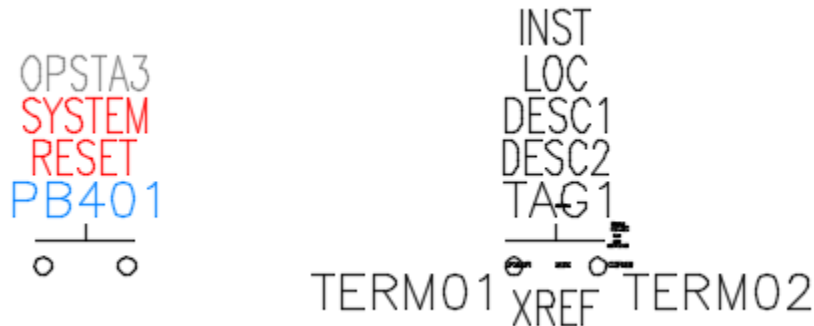 OPSTA3
SYSTEM
RESET
PB401
INST
LOC
DESC1
DESC2
TAG1
TERM01
XREF
TERM02